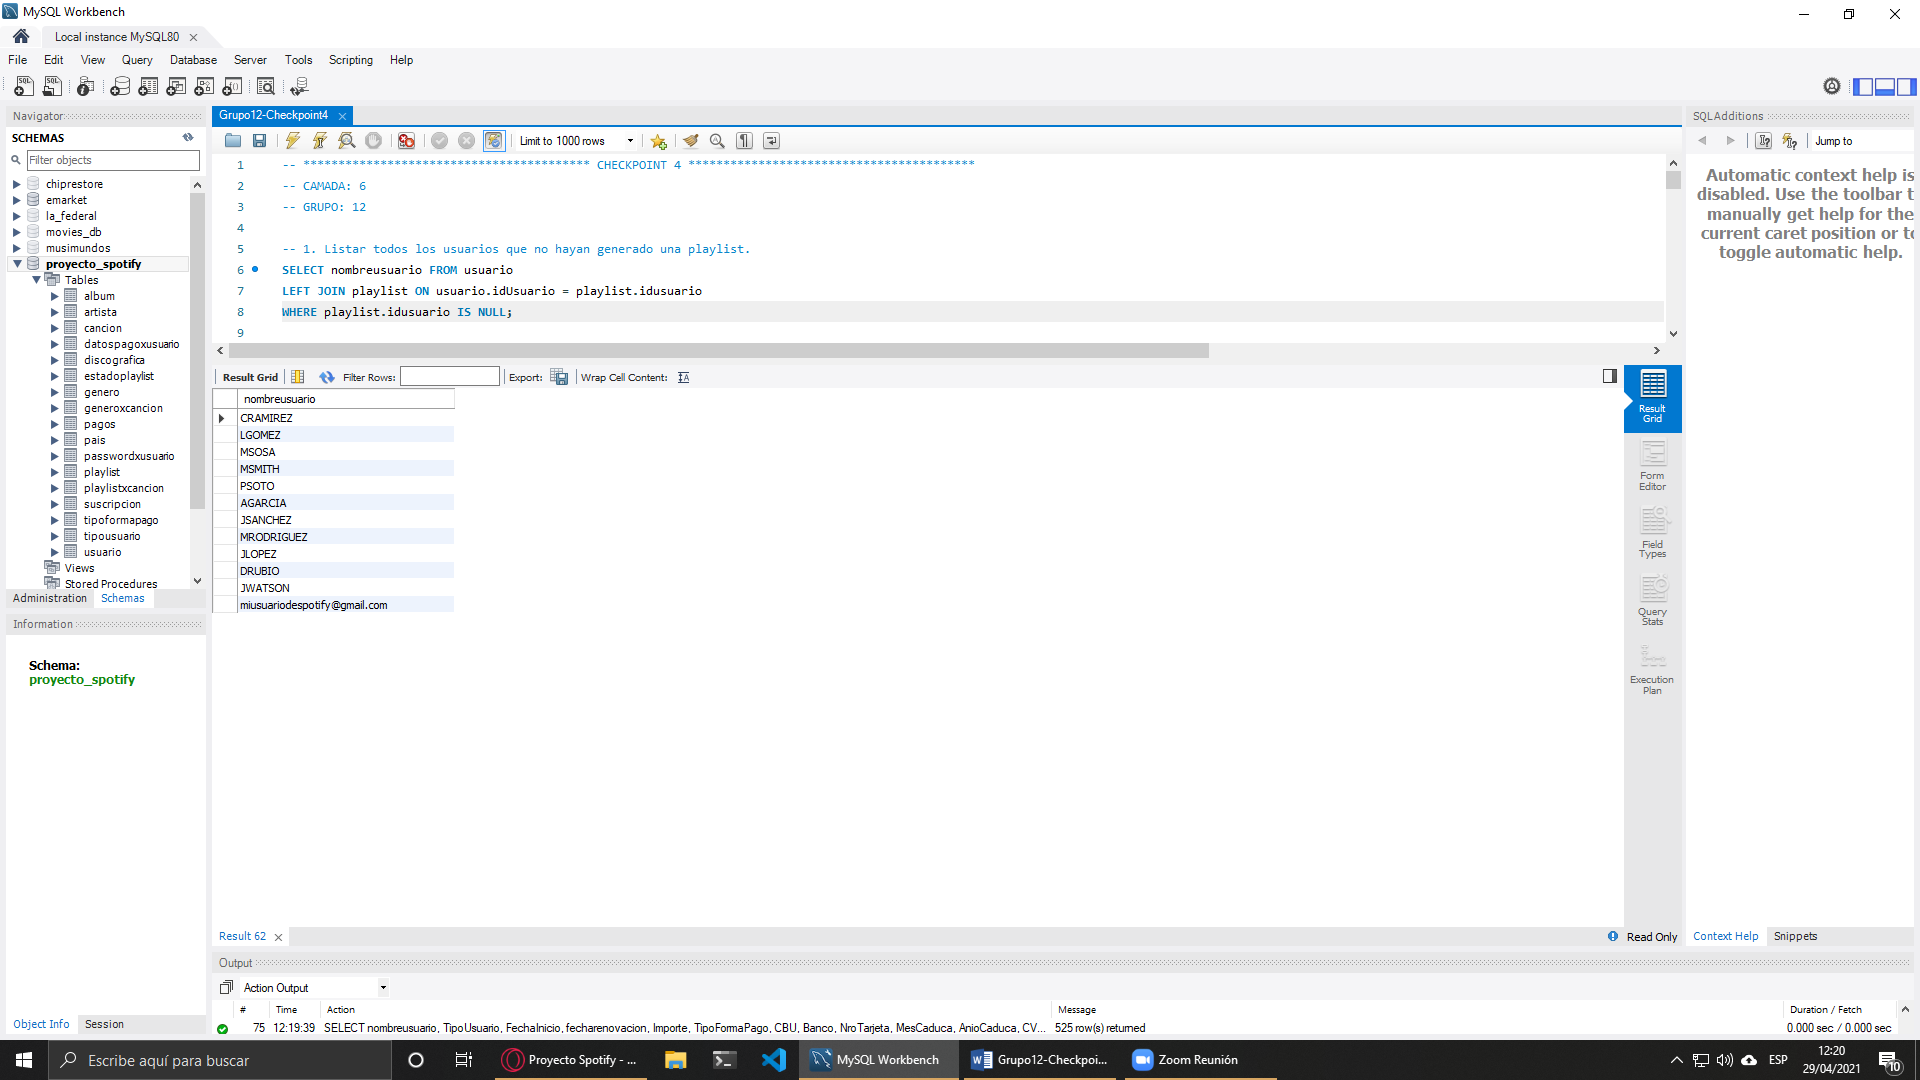 MySQL Workbench
Local instance MySQL80
File Edit View Query Database Server Tools Scripting Help
Navigator
SCHEMAS
Filter objects
chiprestore
emarket
la_federal
movies_db
musimundos
proyecto_spotify
Tables
album
artista
cancion
datospagoxusuario
discografica
estadoplaylist
genero
generoxcancion
pagos
pais
passwordxusuario
playlist
playlistxcancion
suscripcion
tipoformapago
tipousuario
usuario
Views
Stored Procedures
Administration Schemas
Information
Schema:
proyecto_spotify
Object Info Session
Grupo12-Checkpoint4
Limit to 1000 rows
1 -- ***************************************** CHECKPOINT 4 *****************************************
2 -- CAMADA: 6
3 -- GRUPO: 12
4
5 -- 1. Listar todos los usuarios que no hayan generado una playlist.
6 SELECT nombreusuario FROM usuario
7 LEFT JOIN playlist ON usuario.idUsuario = playlist.idusuario
8 WHERE playlist.idusuario IS NULL;
9
Result Grid Filter Rows: Export: Wrap Cell Content:
nombreusuario
CRAMIREZ
LGOMEZ
MSOSA
MSMITH
PSOTO
AGARCIA
JSANCHEZ
MRODRIGUEZ
JLOPEZ
DRUBIO
JWATSON
miusuariodespotify@gmail.com
Result Grid
Form Editor
Field Types
Query Stats
Execution Plan
Result 62
Read Only
SQLAdditions
Jump to
Automatic context help is
disabled. Use the toolbar t
manually get help for the
current caret position or to
toggle automatic help.
Context Help Snippets
Output
Action Output
# Time Action Message Duration / Fetch
75 12:19:39 SELECT nombreusuario, TipoUsuario, FechaInicio, fecharenovacion, Importe, TipoFormaPago, CBU, Banco, NroTarjeta, MesCaduca, AnioCaduca, CV... 525 row(s) returned 0.000 sec / 0.000 sec
Escribe aquí para buscar
Proyecto Spotify - ...
MySQL Workbench
Grupo12-Checkpoi...
Zoom Reunión
ESP
12:20
29/04/2021
10